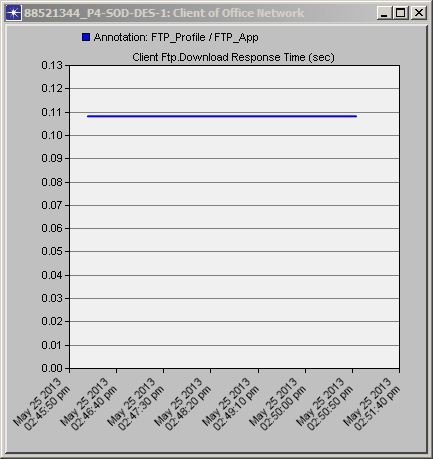 88521344_P4-SOD-DES-1: Client of Office Network
Annotation: FTP_Profile / FTP_App
Client Ftp.Download Response Time (sec)
0.13
0.12
0.11
0.10
0.09
0.08
0.07
0.06
0.05
0.04
0.03
0.02
0.01
0.00
May 25 2013
02:45:50 pm
May 25 2013
02:46:40 pm
May 25 2013
02:47:30 pm
May 25 2013
02:48:20 pm
May 25 2013
02:49:10 pm
May 25 2013
02:50:00 pm
May 25 2013
02:50:50 pm
May 25 2013
02:51:40 pm